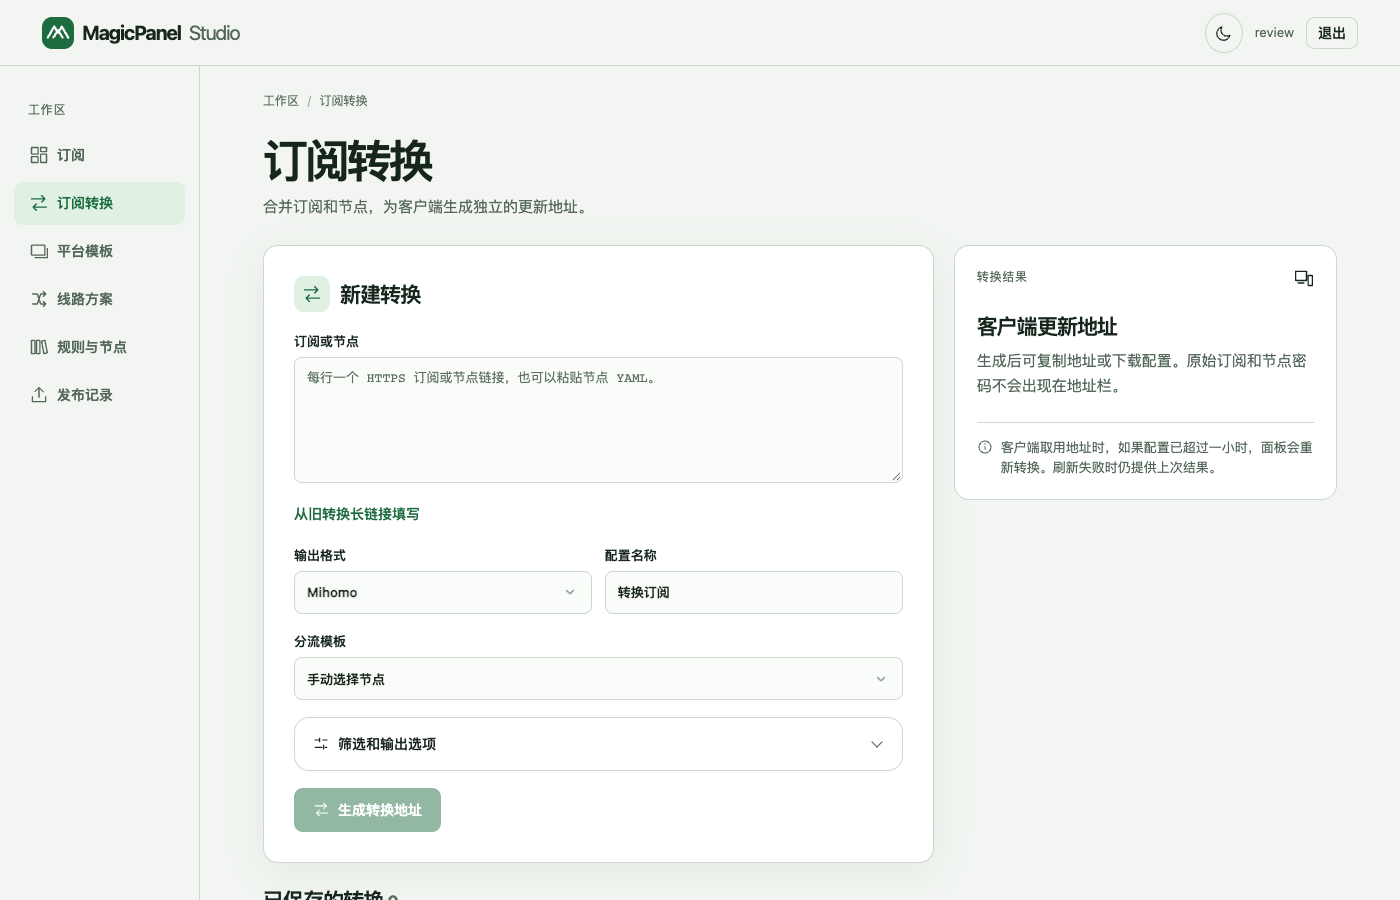 MagicPanel Studio
review
退出
工作区
订阅
订阅转换
平台模板
线路方案
规则与节点
发布记录
工作区 / 订阅转换
订阅转换
合并订阅和节点，为客户端生成独立的更新地址。
新建转换
订阅或节点
每行一个 HTTPS 订阅或节点链接，也可以粘贴节点 YAML。
从旧转换长链接填写
输出格式
配置名称
Mihomo
转换订阅
分流模板
手动选择节点
筛选和输出选项
生成转换地址
转换结果
客户端更新地址
生成后可复制地址或下载配置。原始订阅和节点密
码不会出现在地址栏。
客户端取用地址时，如果配置已超过一小时，面板会重
新转换。刷新失败时仍提供上次结果。
已保存的转换